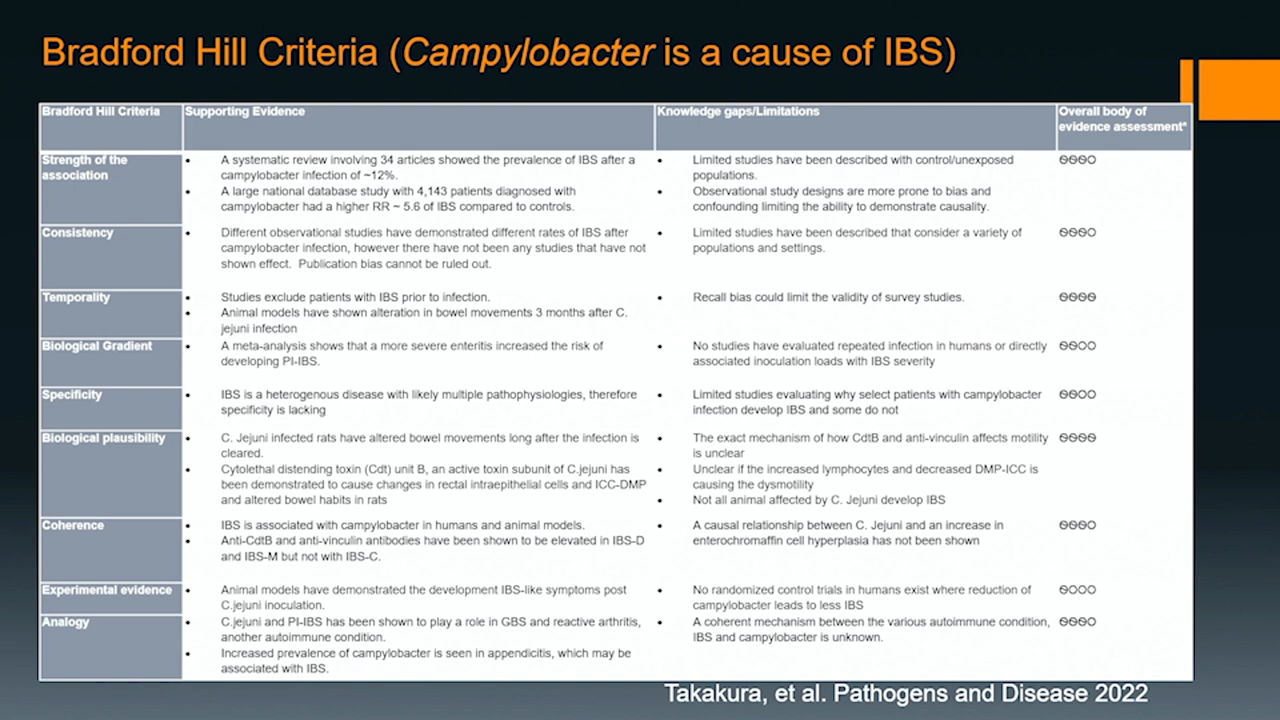 Bradford Hill Criteria (Campylobacter is a cause of IBS)
Bradford Hill Criteria
Supporting Evidence
Knowledge gaps/Limitations
Overall body of
evidence assessment*
Strength of the
association
• A systematic review involving 34 articles showed the prevalence of IBS after a
campylobacter infection of ~12%.
• A large national database study with 4,143 patients diagnosed with
campylobacter had a higher RR ~ 5.6 of IBS compared to controls.
• Limited studies have been described with control/unexposed
populations.
• Observational study designs are more prone to bias and
confounding limiting the ability to demonstrate causality.
ꙊꙊꙊO
Consistency
• Different observational studies have demonstrated different rates of IBS after
campylobacter infection, however there have not been any studies that have not
shown effect. Publication bias cannot be ruled out.
• Limited studies have been described that consider a variety of
populations and settings.
ꙊꙊꙊO
Temporality
• Studies exclude patients with IBS prior to infection.
• Animal models have shown alteration in bowel movements 3 months after C.
jejuni infection
• Recall bias could limit the validity of survey studies.
ꙊꙊꙊꙊ
Biological Gradient
• A meta-analysis shows that a more severe enteritis increased the risk of
developing PI-IBS.
• No studies have evaluated repeated infection in humans or directly
associated inoculation loads with IBS severity
ꙊꙊOO
Specificity
• IBS is a heterogenous disease with likely multiple pathophysiologies, therefore
specificity is lacking
• Limited studies evaluating why select patients with campylobacter
infection develop IBS and some do not
ꙊꙊOO
Biological plausibility
• C. Jejuni infected rats have altered bowel movements long after the infection is
cleared.
• Cytolethal distending toxin (Cdt) unit B, an active toxin subunit of C.jejuni has
been demonstrated to cause changes in rectal intraepithelial cells and ICC-DMP
and altered bowel habits in rats
• The exact mechanism of how CdtB and anti-vinculin affects motility
is unclear
• Unclear if the increased lymphocytes and decreased DMP-ICC is
causing the dysmotility
• Not all animal affected by C. Jejuni develop IBS
ꙊꙊꙊꙊ
Coherence
• IBS is associated with campylobacter in humans and animal models.
• Anti-CdtB and anti-vinculin antibodies have been shown to be elevated in IBS-D
and IBS-M but not with IBS-C.
• A causal relationship between C. Jejuni and an increase in
enterochromaffin cell hyperplasia has not been shown
ꙊꙊꙊO
Experimental evidence
• Animal models have demonstrated the development IBS-like symptoms post
C.jejuni inoculation.
• No randomized control trials in humans exist where reduction of
campylobacter leads to less IBS
ꙊOOO
Analogy
• C.jejuni and PI-IBS has been shown to play a role in GBS and reactive arthritis,
another autoimmune condition.
• Increased prevalence of campylobacter is seen in appendicitis, which may be
associated with IBS.
• A coherent mechanism between the various autoimmune condition,
IBS and campylobacter is unknown.
ꙊꙊꙊO
Takakura, et al. Pathogens and Disease 2022